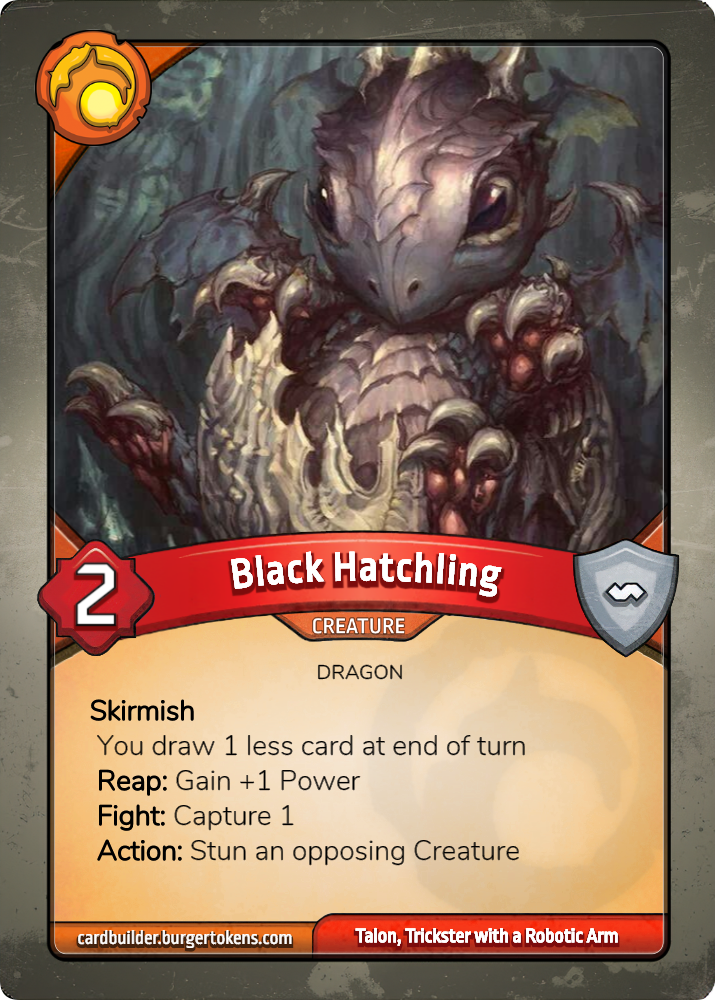 2
Black Hatchling
CREATURE
DRAGON
Skirmish
You draw 1 less card at end of turn
Reap: Gain +1 Power
Fight: Capture 1
Action: Stun an opposing Creature
cardbuilder.burgertokens.com
Talon, Trickster with a Robotic Arm